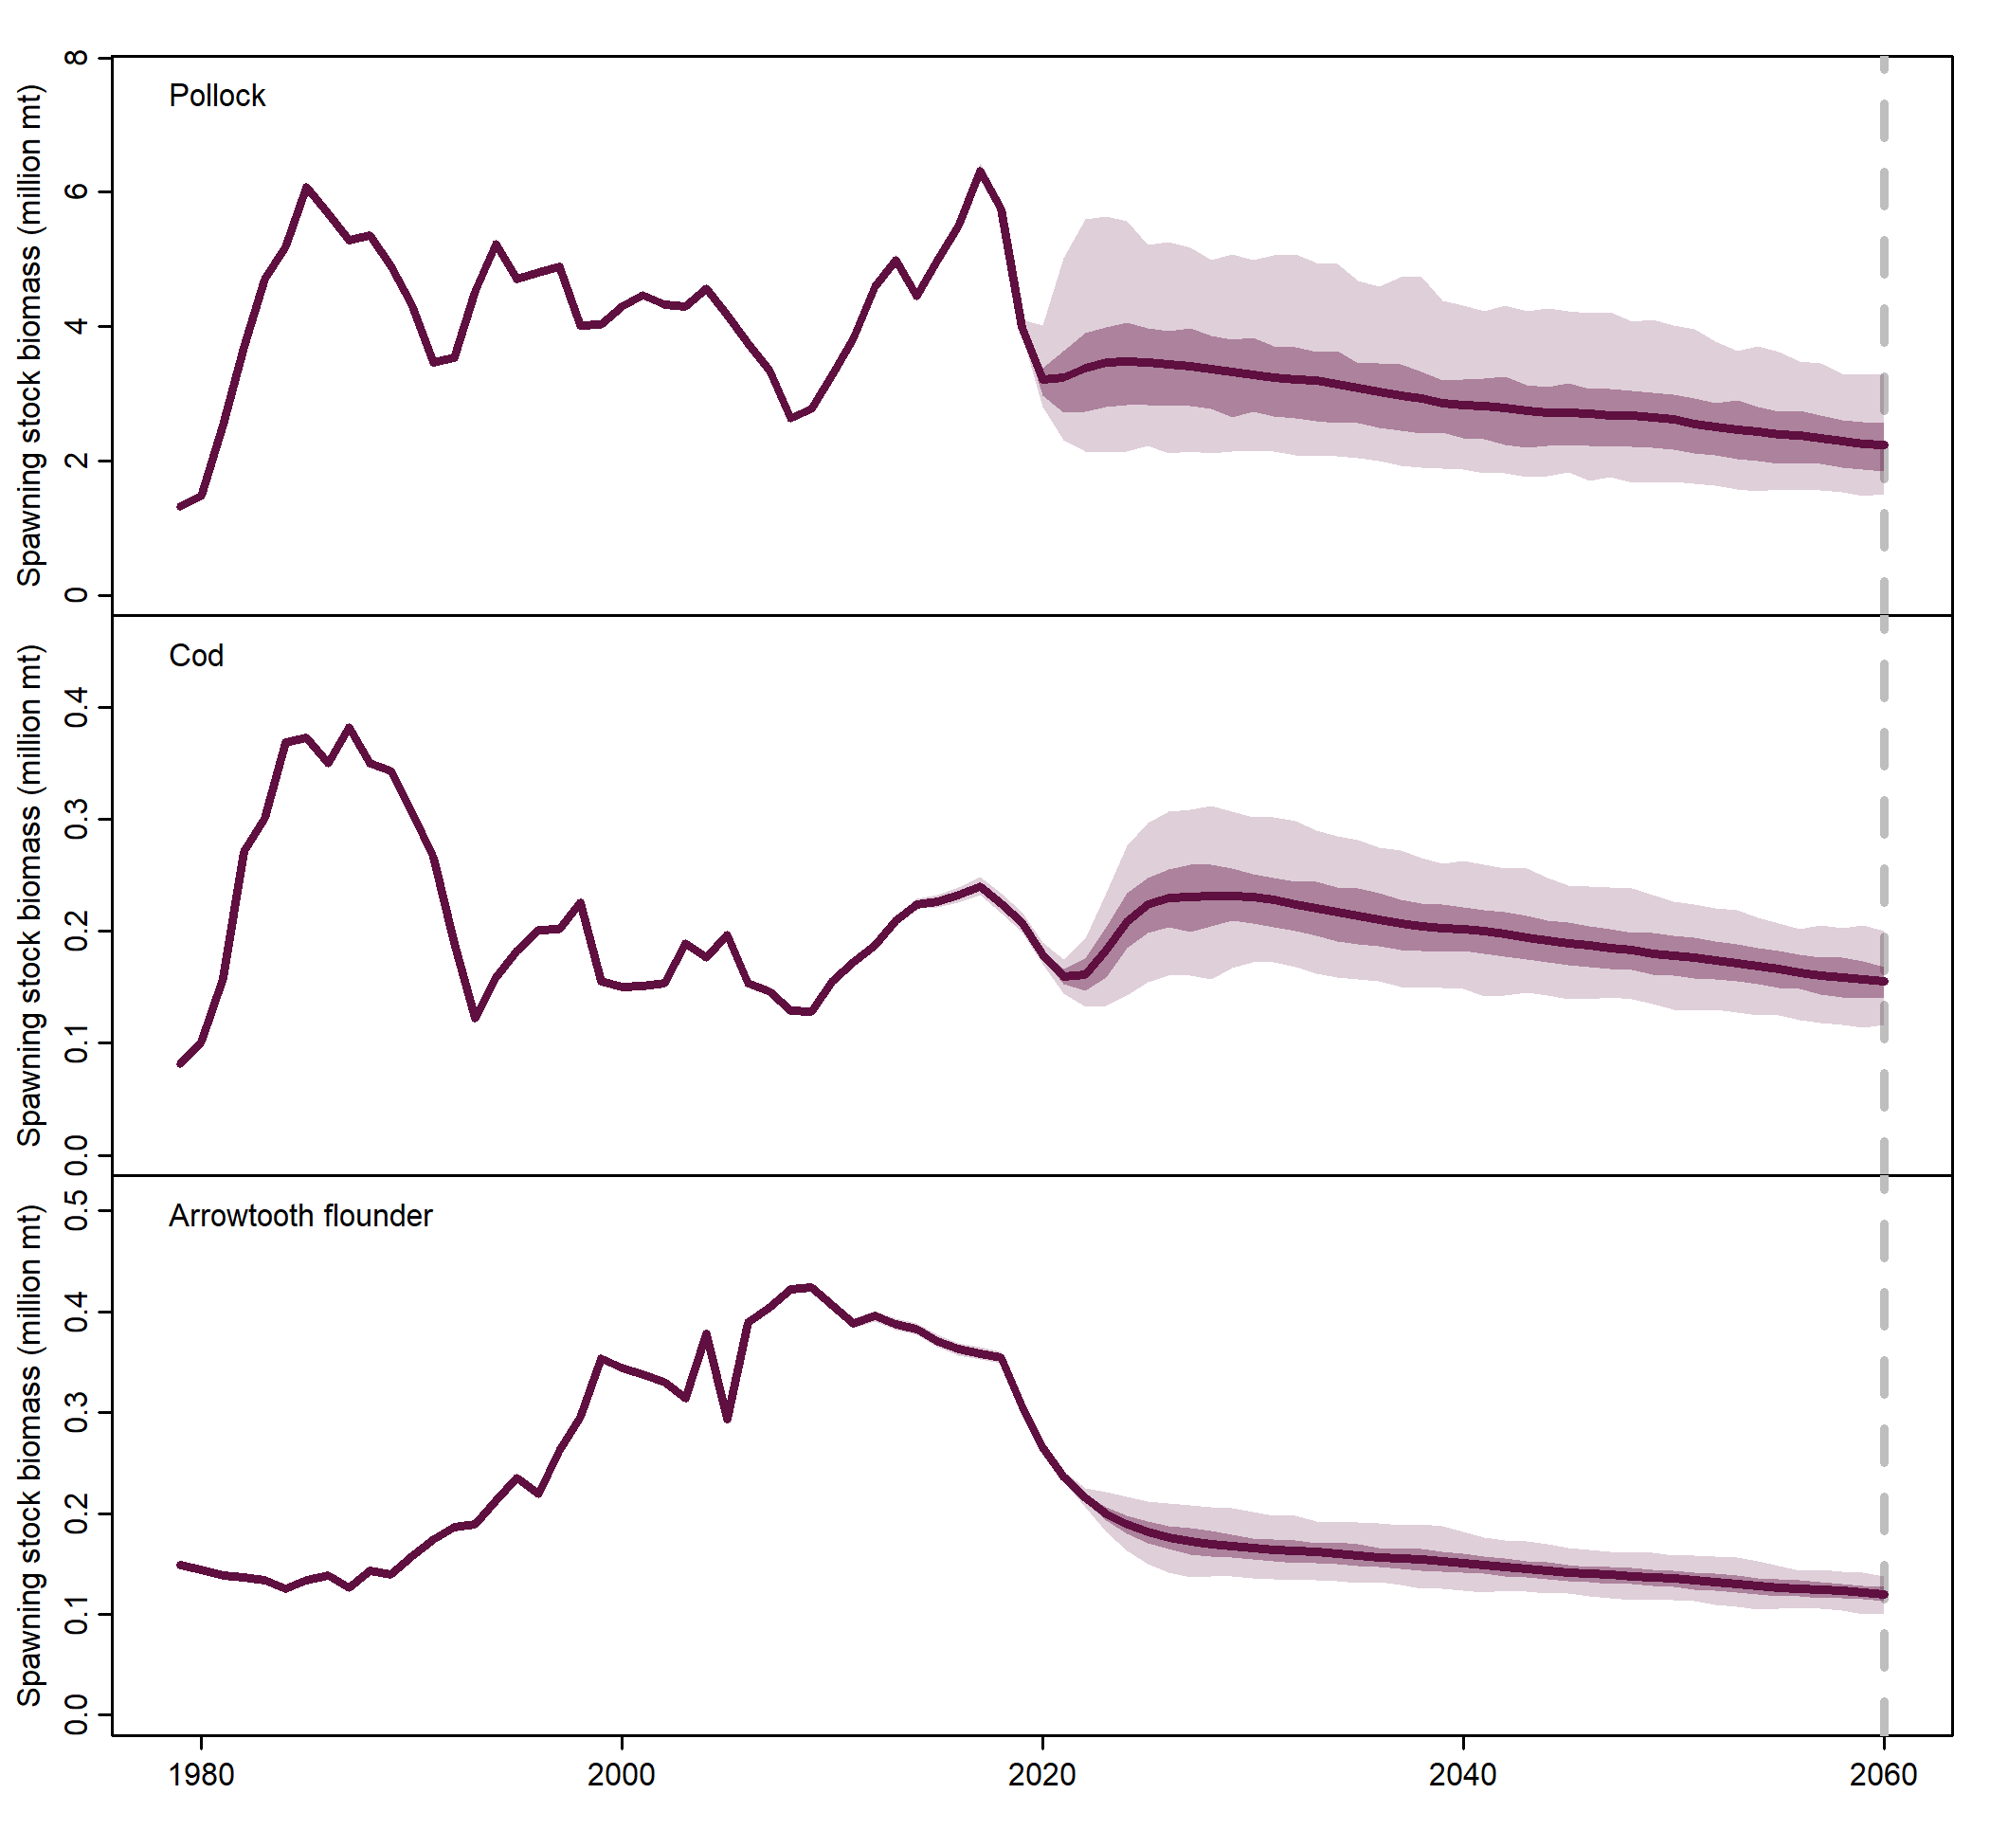 Spawning stock biomass (million mt)
8
6
4
2
0
Pollock
Spawning stock biomass (million mt)
0.4
0.3
0.2
0.1
0.0
Cod
Spawning stock biomass (million mt)
0.5
0.4
0.3
0.2
0.1
0.0
Arrowtooth flounder
1980 2000 2020 2040 2060